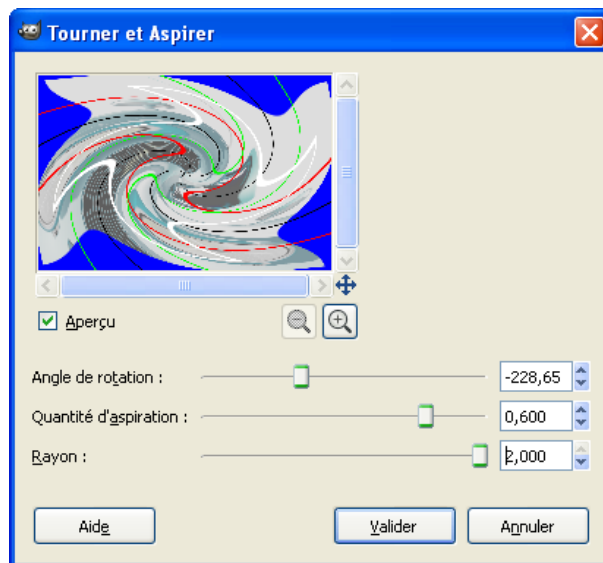 Tourner et Aspirer
Aperçu
Angle de rotation : -228,65
Quantité d'aspiration : 0,600
Rayon : 2,000
Aide Valider Annuler